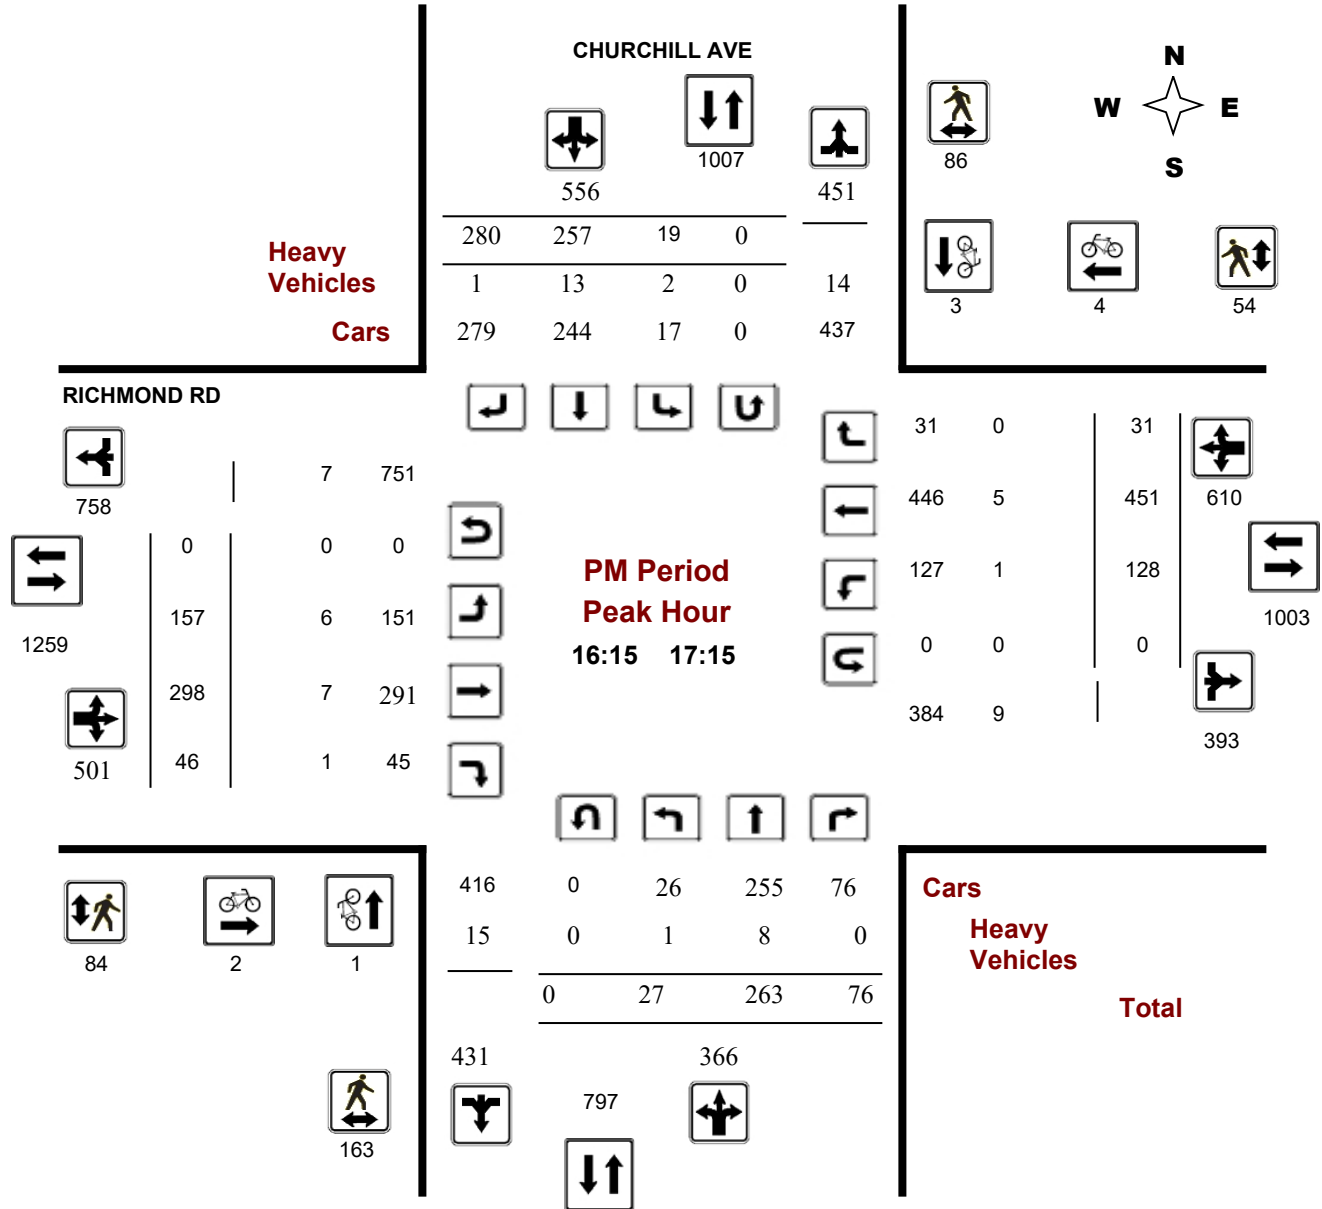 CHURCHILL AVE
N
W E
S
1007
86
556 451
280 257 19 0
Heavy
Vehicles 1 13 2 0 14
3 4 54
Cars 279 244 17 0 437
RICHMOND RD
31 0 31
7 751
758
446 5 451 610
0 0 0
PM Period
127 1 128
Peak Hour
157 6 151
1003
1259
16:15 17:15
0 0 0
298 7 291
384 9
393
501 46 1 45
416 0 26 255 76 Cars
15 0 1 8 0 Heavy
Vehicles
84 2 1
0 27 263 76 Total
431 366
797
163